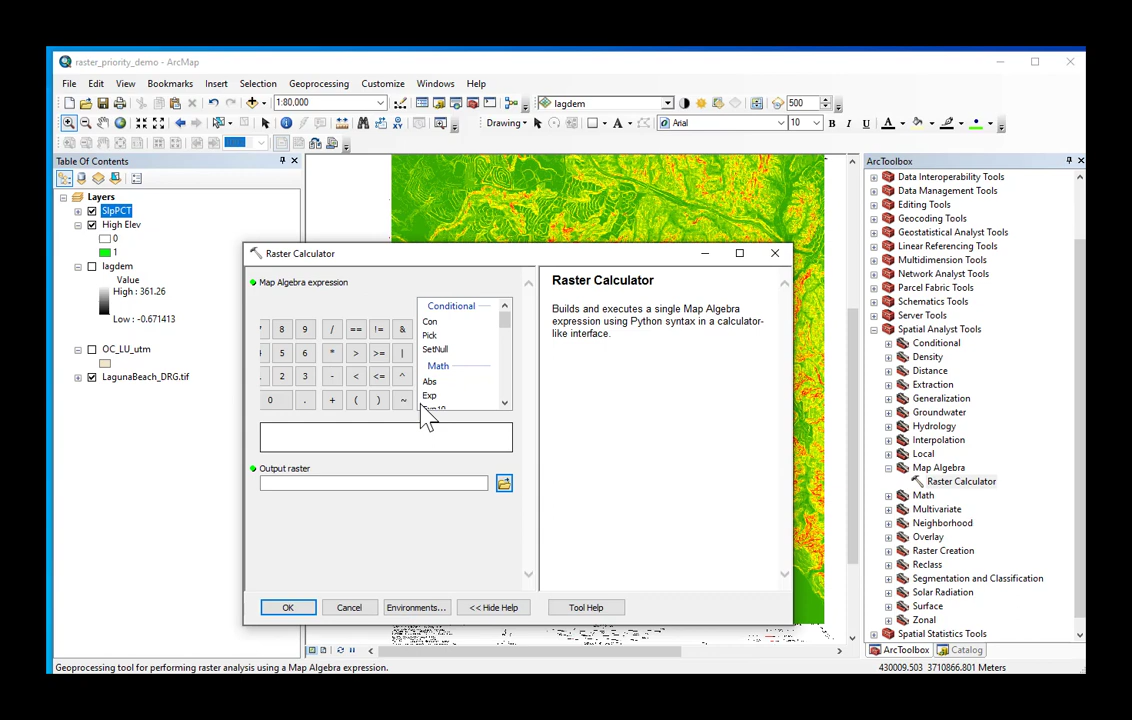 raster_priority_demo - ArcMap
File Edit View Bookmarks Insert Selection Geoprocessing Customize Windows Help
1:80,000 lagdem 500
Drawing A Arial 10 B I U A
Table Of Contents
Layers
SlpPCT
High Elev
0
1
lagdem
Value
High : 361.26
Low : -0.671413
OC_LU_utm
LagunaBeach_DRG.tif
Raster Calculator
Map Algebra expression
8 9 / == != &
5 6 * > >= |
2 3 - < <= ^
0 . + ( ) ~
Conditional
Con
Pick
SetNull
Math
Abs
Exp
Output raster
OK Cancel Environments... << Hide Help Tool Help
Raster Calculator
Builds and executes a single Map Algebra
expression using Python syntax in a calculator-
like interface.
ArcToolbox
Data Interoperability Tools
Data Management Tools
Editing Tools
Geocoding Tools
Geostatistical Analyst Tools
Linear Referencing Tools
Multidimension Tools
Network Analyst Tools
Parcel Fabric Tools
Schematics Tools
Server Tools
Spatial Analyst Tools
Conditional
Density
Distance
Extraction
Generalization
Groundwater
Hydrology
Interpolation
Local
Map Algebra
Raster Calculator
Math
Multivariate
Neighborhood
Overlay
Raster Creation
Reclass
Segmentation and Classification
Solar Radiation
Surface
Zonal
Spatial Statistics Tools
ArcToolbox Catalog
Geoprocessing tool for performing raster analysis using a Map Algebra expression.
430009.503 3710866.801 Meters